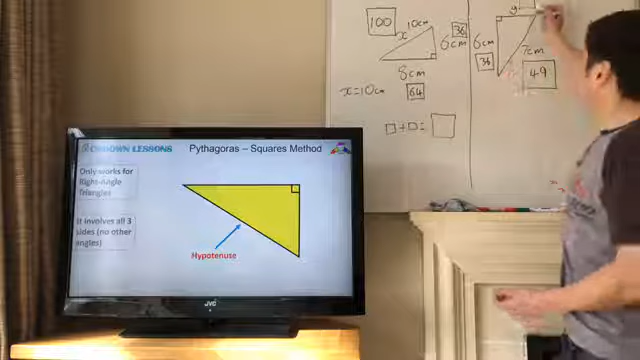 100
10cm
36
x
6cm
8cm
x=10cm
64
□+□=□
y
6cm
36
7cm
49
LOCKDOWN LESSONS
Pythagoras – Squares Method
Only works for
Right-Angle
Triangles
It involves all 3
sides (no other
angles)
Hypotenuse
JVC